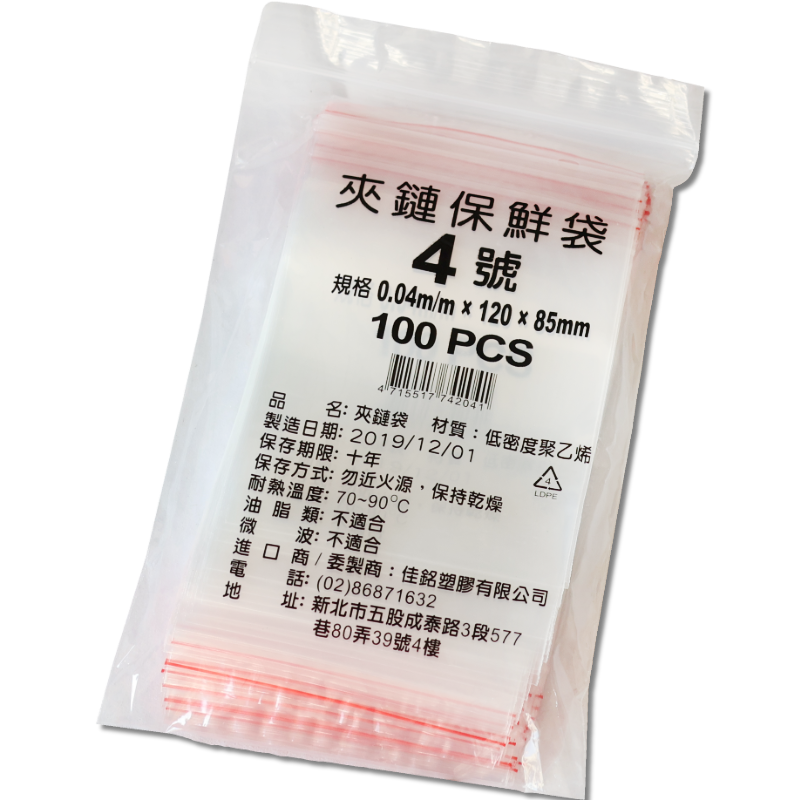 夾鏈保鮮袋
4號
規格 0.04m/m × 120 × 85mm
100 PCS
4 715517 742041
品名: 夾鏈袋 材質：低密度聚乙烯
製造日期: 2019/12/01
保存期限: 十年
保存方式: 勿近火源，保持乾燥
耐熱溫度: 70~90°C
4
LDPE
油脂類: 不適合
微波: 不適合
進口商/委製商：佳銘塑膠有限公司
電話: (02)86871632
地址: 新北市五股成泰路3段577
巷80弄39號4樓